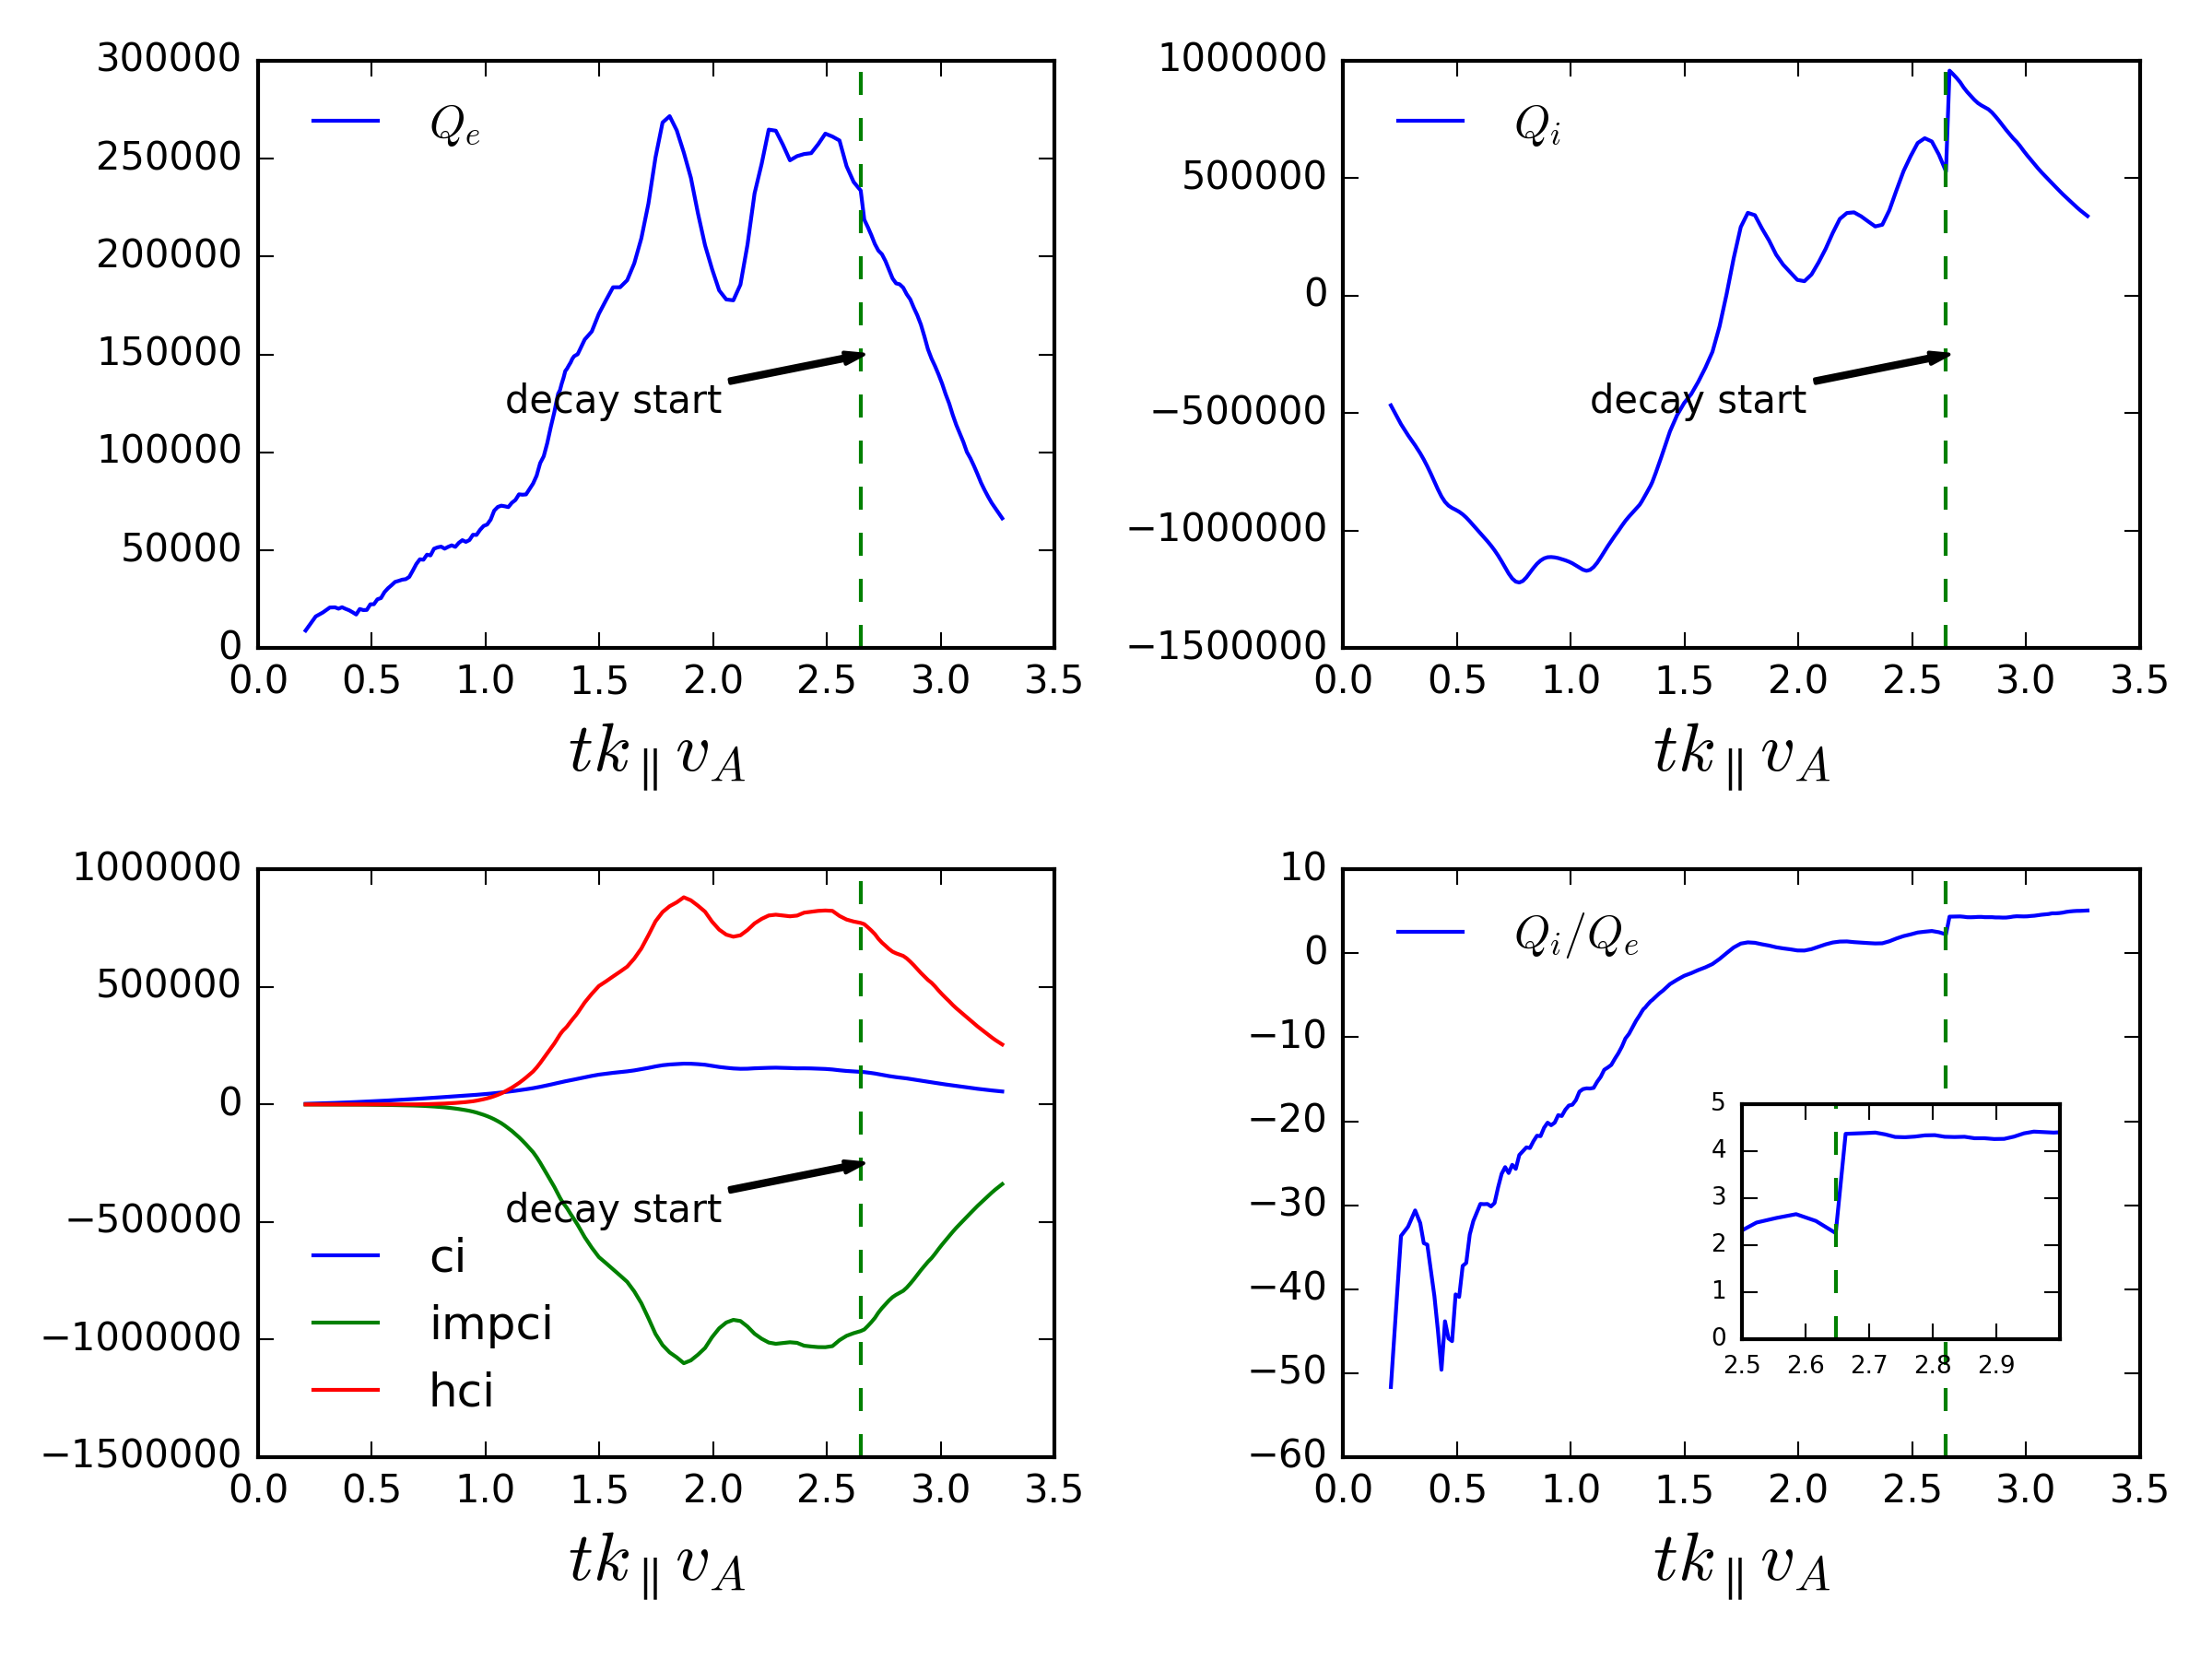 300000
250000
200000
150000
100000
50000
0
Q_e
decay start
0.0 0.5 1.0 1.5 2.0 2.5 3.0 3.5
tk_∥ v_A
1000000
500000
0
−500000
−1000000
−1500000
Q_i
decay start
0.0 0.5 1.0 1.5 2.0 2.5 3.0 3.5
tk_∥ v_A
1000000
500000
0
−500000
−1000000
−1500000
decay start
ci
impci
hci
0.0 0.5 1.0 1.5 2.0 2.5 3.0 3.5
tk_∥ v_A
10
0
−10
−20
−30
−40
−50
−60
Q_i/Q_e
5
4
3
2
1
0
2.5 2.6 2.7 2.8 2.9
0.0 0.5 1.0 1.5 2.0 2.5 3.0 3.5
tk_∥ v_A